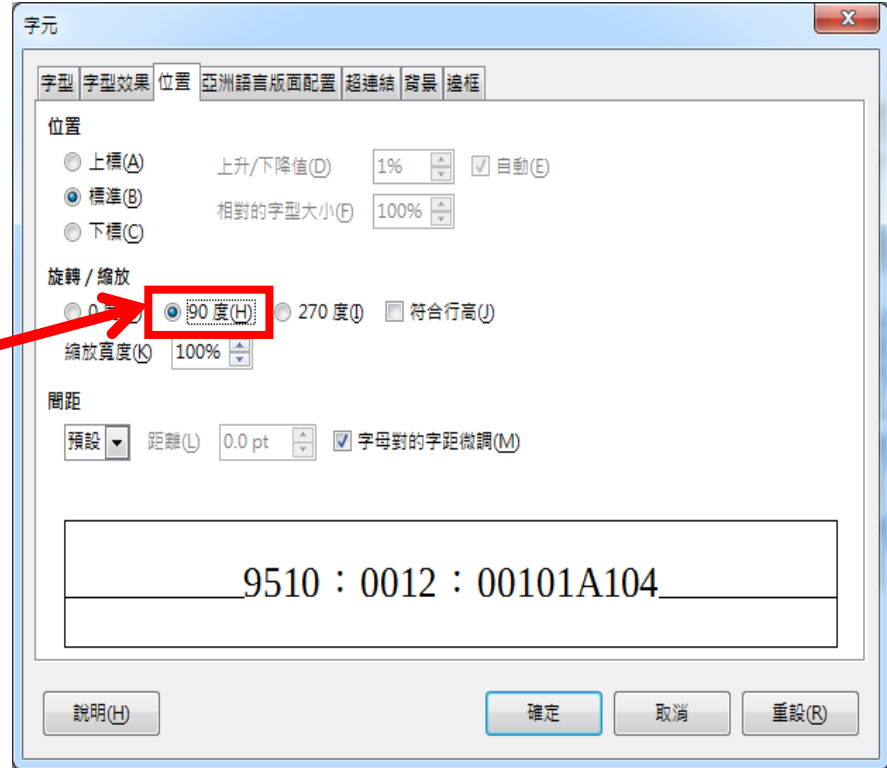 字元
字型 字型效果 位置 亞洲語言版面配置 超連結 背景 邊框
位置
上標(A) 上升/下降值(D) 1% 自動(E)
標準(B)
相對的字型大小(F) 100%
下標(C)
旋轉 / 縮放
0 90 度(H) 270 度(I) 符合行高(J)
縮放寬度(K) 100%
間距
預設 距離(L) 0.0 pt 字母對的字距微調(M)
9510：0012：00101A104
說明(H) 確定 取消 重設(R)